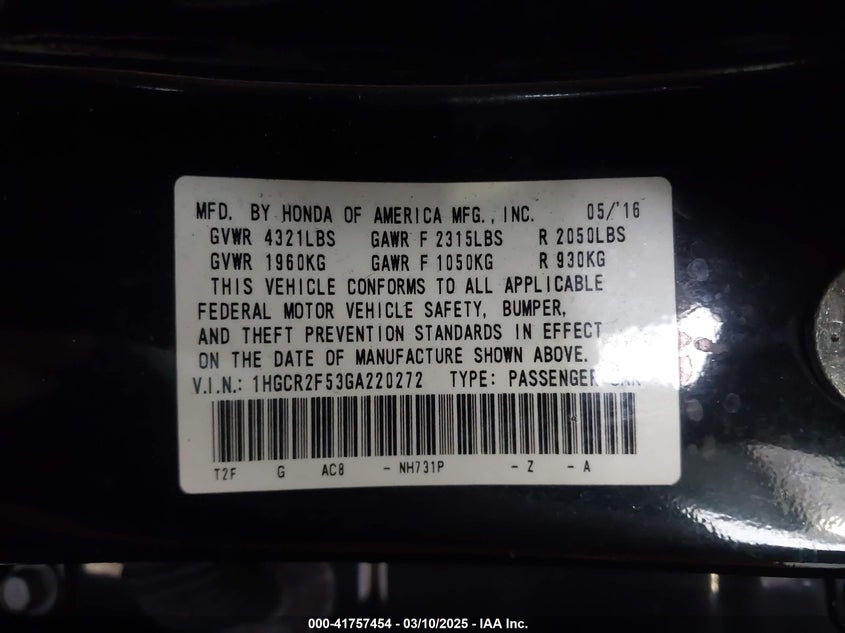 MFD. BY HONDA OF AMERICA MFG., INC. 05/'16
GVWR 4321LBS GAWR F 2315LBS R 2050LBS
GVWR 1960KG GAWR F 1050KG R 930KG
THIS VEHICLE CONFORMS TO ALL APPLICABLE
FEDERAL MOTOR VEHICLE SAFETY, BUMPER,
AND THEFT PREVENTION STANDARDS IN EFFECT
ON THE DATE OF MANUFACTURE SHOWN ABOVE.
V.I.N.: 1HGCR2F53GA220272 TYPE: PASSENGER CAR
T2F G AC8 - NH731P - Z - A
000-41757454 - 03/10/2025 - IAA Inc.